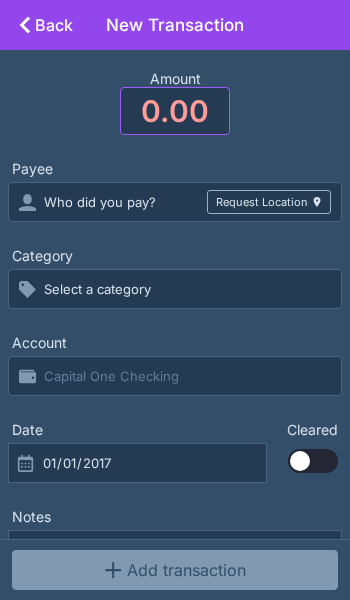 Back
New Transaction
Amount
0.00
Payee
Who did you pay?
Request Location
Category
Select a category
Account
Capital One Checking
Date
Cleared
01/01/2017
Notes
Add transaction